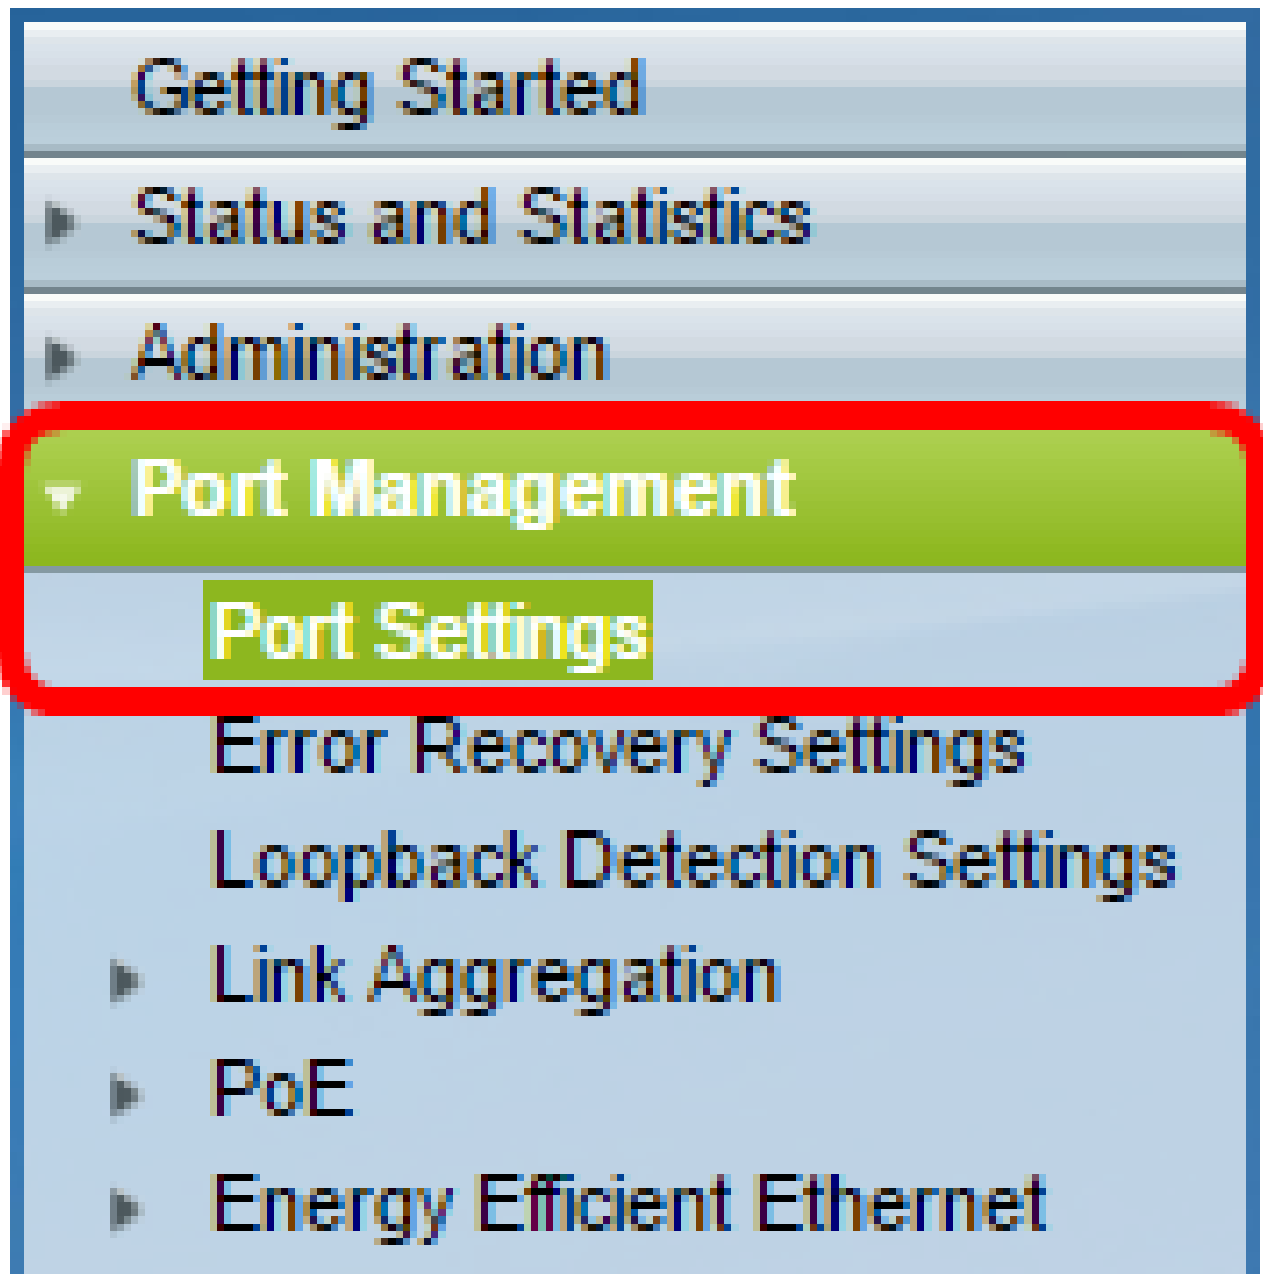 Getting Started
Status and Statistics
Administration
Port Management
Port Settings
Error Recovery Settings
Loopback Detection Settings
Link Aggregation
PoE
Energy Efficient Ethernet